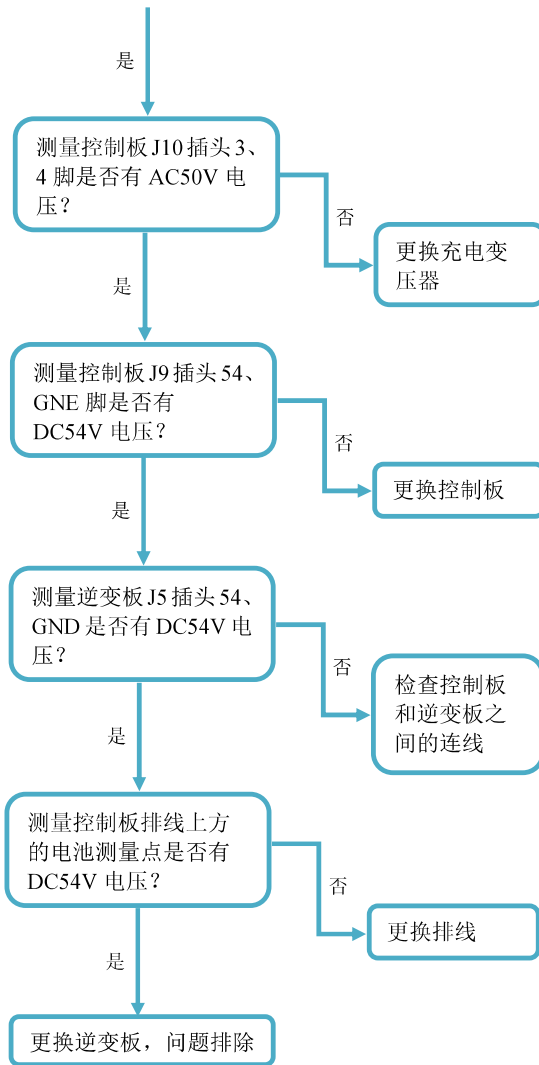 是
测量控制板 J10 插头 3、
4 脚是否有 AC50V 电
压？
否
更换充电变
压器
是
测量控制板 J9 插头 54、
GNE 脚是否有
DC54V 电压？
否
更换控制板
是
测量逆变板 J5 插头 54、
GND 是否有 DC54V 电
压？
否
检查控制板
和逆变板之
间的连线
是
测量控制板排线上方
的电池测量点是否有
DC54V 电压？
否
更换排线
是
更换逆变板，问题排除